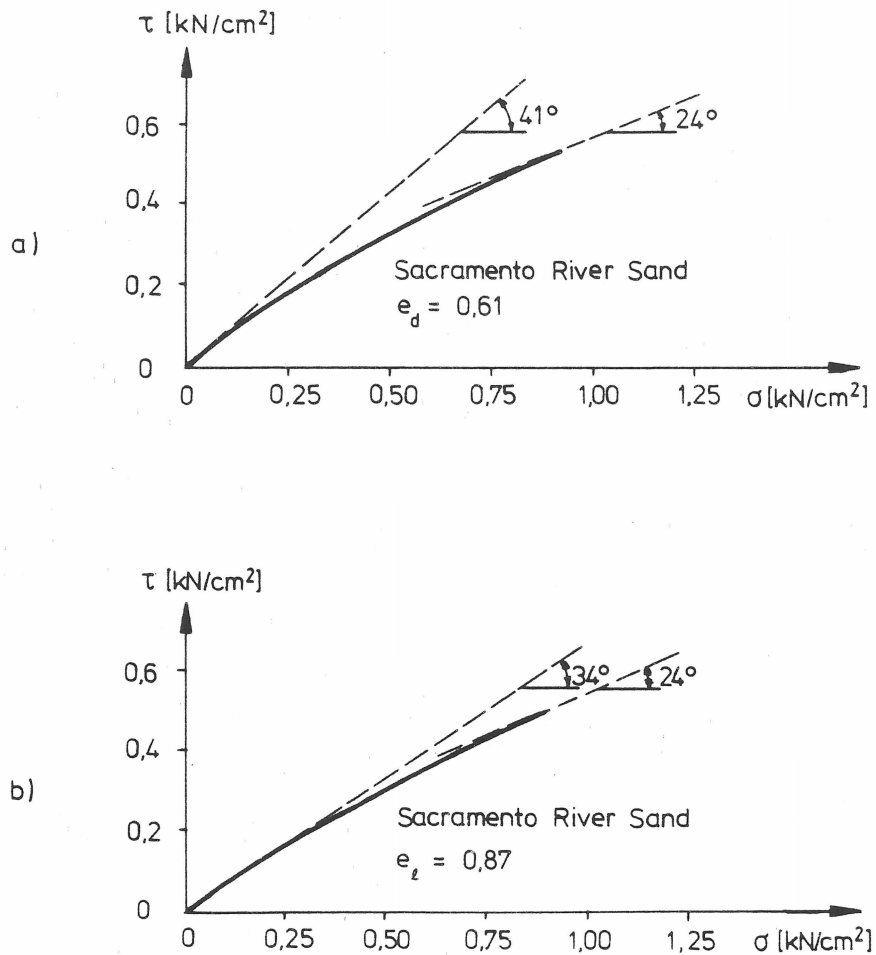 τ [kN/cm²]
0,6
0,4
0,2
0
41°
24°
a)
Sacramento River Sand
e_d = 0,61
0 0,25 0,50 0,75 1,00 1,25 σ [kN/cm²]
τ [kN/cm²]
0,6
0,4
0,2
0
34°
24°
b)
Sacramento River Sand
e_ℓ = 0,87
0 0,25 0,50 0,75 1,00 1,25 σ [kN/cm²]